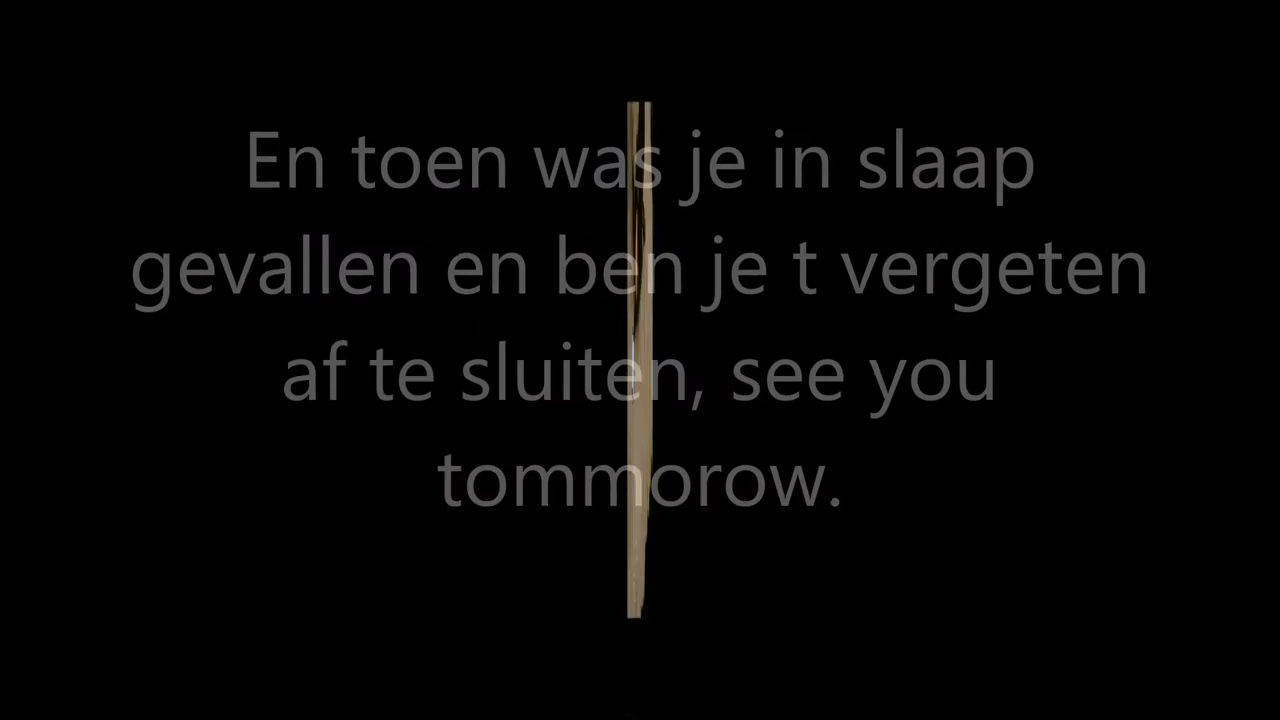 En toen was je in slaap
gevallen en ben je t vergeten
af te sluiten, see you
tommorow.